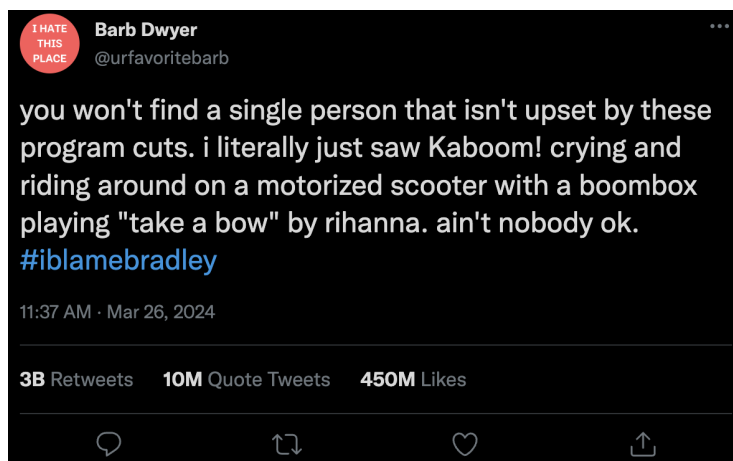 I HATE
THIS
PLACE
Barb Dwyer
@urfavoritebarb
you won't find a single person that isn't upset by these
program cuts. i literally just saw Kaboom! crying and
riding around on a motorized scooter with a boombox
playing "take a bow" by rihanna. ain't nobody ok.
#iblamebradley
11:37 AM · Mar 26, 2024
3B Retweets 10M Quote Tweets 450M Likes